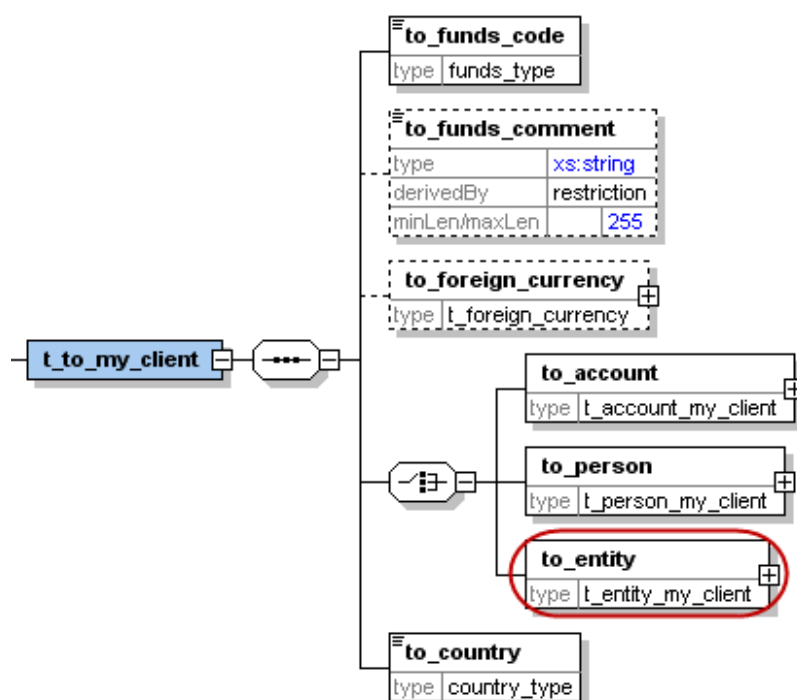 to_funds_code
type funds_type
to_funds_comment
type xs:string
derivedBy restriction
minLen/maxLen 255
to_foreign_currency
type t_foreign_currency
t_to_my_client
to_account
type t_account_my_client
to_person
type t_person_my_client
to_entity
type t_entity_my_client
to_country
type country_type